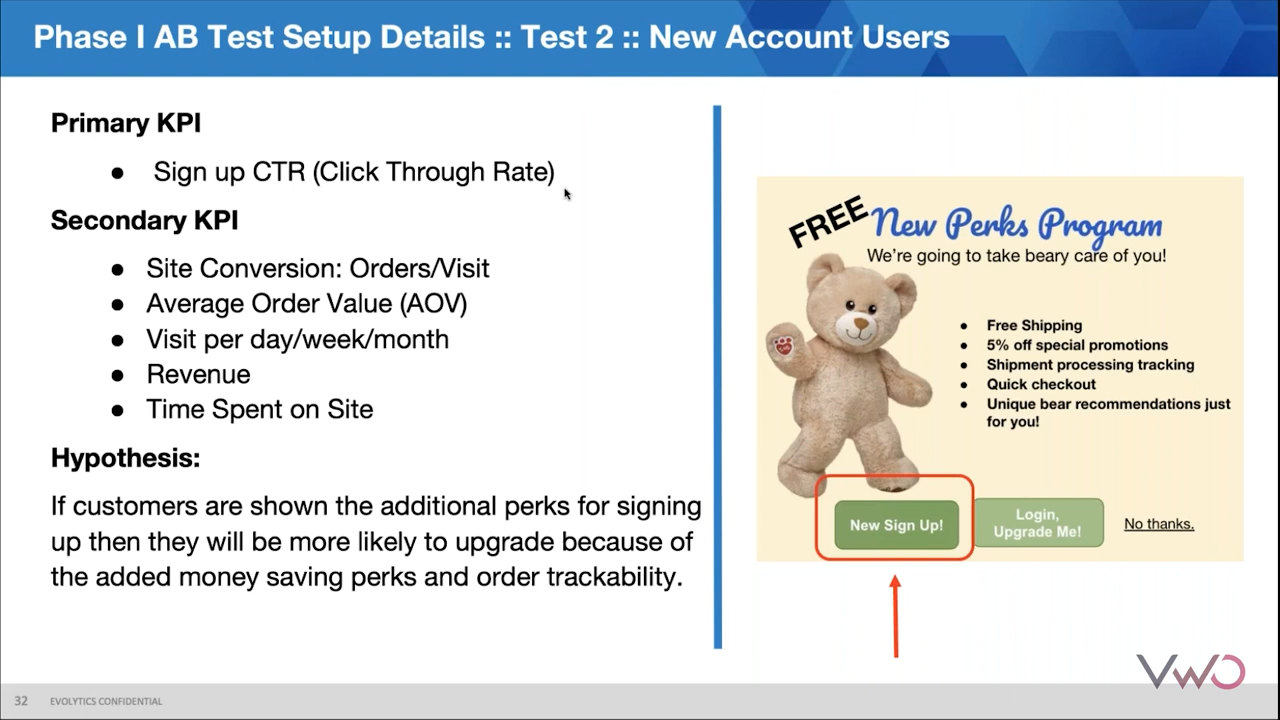 Phase I AB Test Setup Details :: Test 2 :: New Account Users
Primary KPI
● Sign up CTR (Click Through Rate)
Secondary KPI
● Site Conversion: Orders/Visit
● Average Order Value (AOV)
● Visit per day/week/month
● Revenue
● Time Spent on Site
Hypothesis:
If customers are shown the additional perks for signing
up then they will be more likely to upgrade because of
the added money saving perks and order trackability.
FREE
New Perks Program
We're going to take beary care of you!
● Free Shipping
● 5% off special promotions
● Shipment processing tracking
● Quick checkout
● Unique bear recommendations just
for you!
New Sign Up!
Login,
Upgrade Me!
No thanks.
VWO
32 EVOLYTICS CONFIDENTIAL